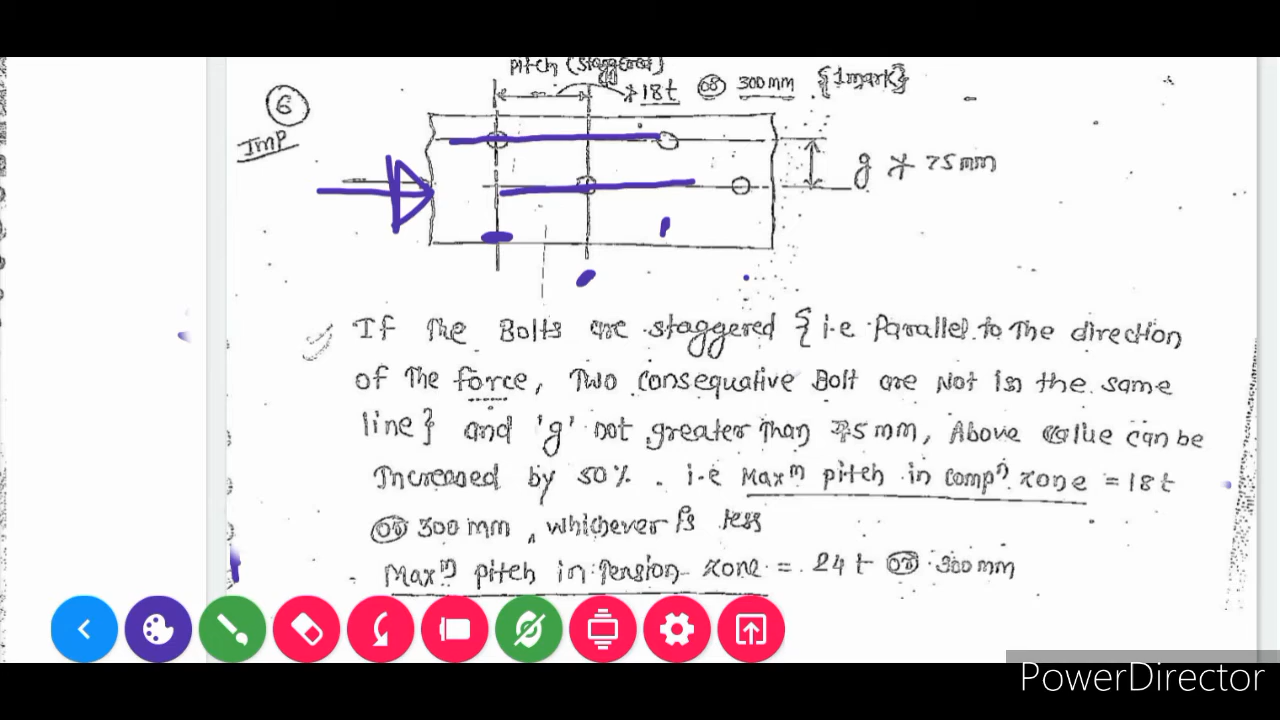 pitch (staggered)
⑥
≯ 18t or 300mm {1mark}
Imp
g ≯ 75mm
If The Bolts are staggered {i.e Parallel to The direction
of The force, Two consequative Bolt are Not in the same
line} and 'g' not greater Than 75mm, Above value can be
Increased by 50%. i.e Maxᵐ pitch in compⁿ zone = 18t
or 300mm, whichever is less
Maxᵐ pitch in Tension zone = 24t or 300mm
PowerDirector